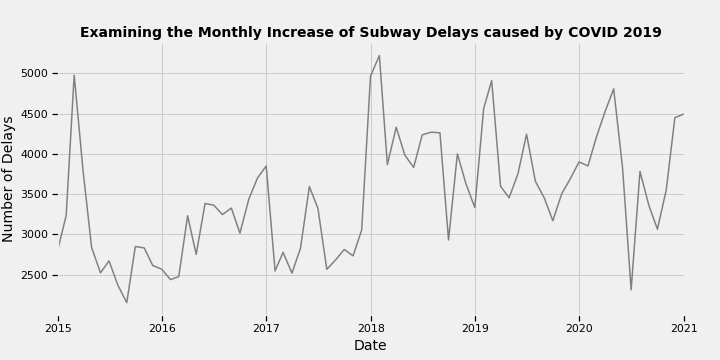 Examining the Monthly Increase of Subway Delays caused by COVID 2019
Number of Delays
5000
4500
4000
3500
3000
2500
2015 2016 2017 2018 2019 2020 2021
Date